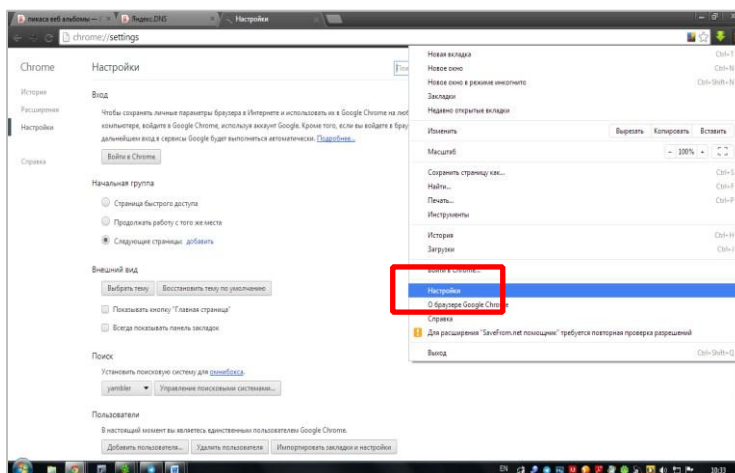 пикаса веб альбомы —
Яндекс.DNS
Настройки
chrome://settings
Chrome
Настройки
История
Расширения
Настройки
Справка
Вход
Чтобы сохранять личные параметры браузера в Интернете и использовать их в Google Chrome на
компьютере, войдите в Google Chrome, используя аккаунт Google. Кроме того, если вы войдете в
дальнейшем вход в сервисы Google будет выполняться автоматически. Подробнее...
Войти в Chrome
Начальная группа
Страница быстрого доступа
Продолжать работу с того же места
Следующие страницы: добавить
Внешний вид
Выбрать тему Восстановить тему по умолчанию
Показывать кнопку "Главная страница"
Всегда показывать панель закладок
Поиск
Установить поисковую систему для омнибокса.
yambler Управление поисковыми системами...
Пользователи
В настоящий момент вы являетесь единственным пользователем Google Chrome.
Добавить пользователя... Удалить пользователя Импортировать закладки и настройки
Новая вкладка Ctrl+T
Новое окно Ctrl+N
Новое окно в режиме инкогнито Ctrl+Shift+N
Закладки
Недавно открытые вкладки
Изменить Вырезать Копировать Вставить
Масштаб - 100% +
Сохранить страницу как... Ctrl+S
Найти... Ctrl+F
Печать... Ctrl+P
Инструменты
История Ctrl+H
Загрузки Ctrl+J
Войти в Chrome...
Настройки
О браузере Google Chrome
Справка
Для расширения "SaveFrom.net помощник" требуется повторная проверка разрешений
Выход Ctrl+Shift+Q
EN 10:33